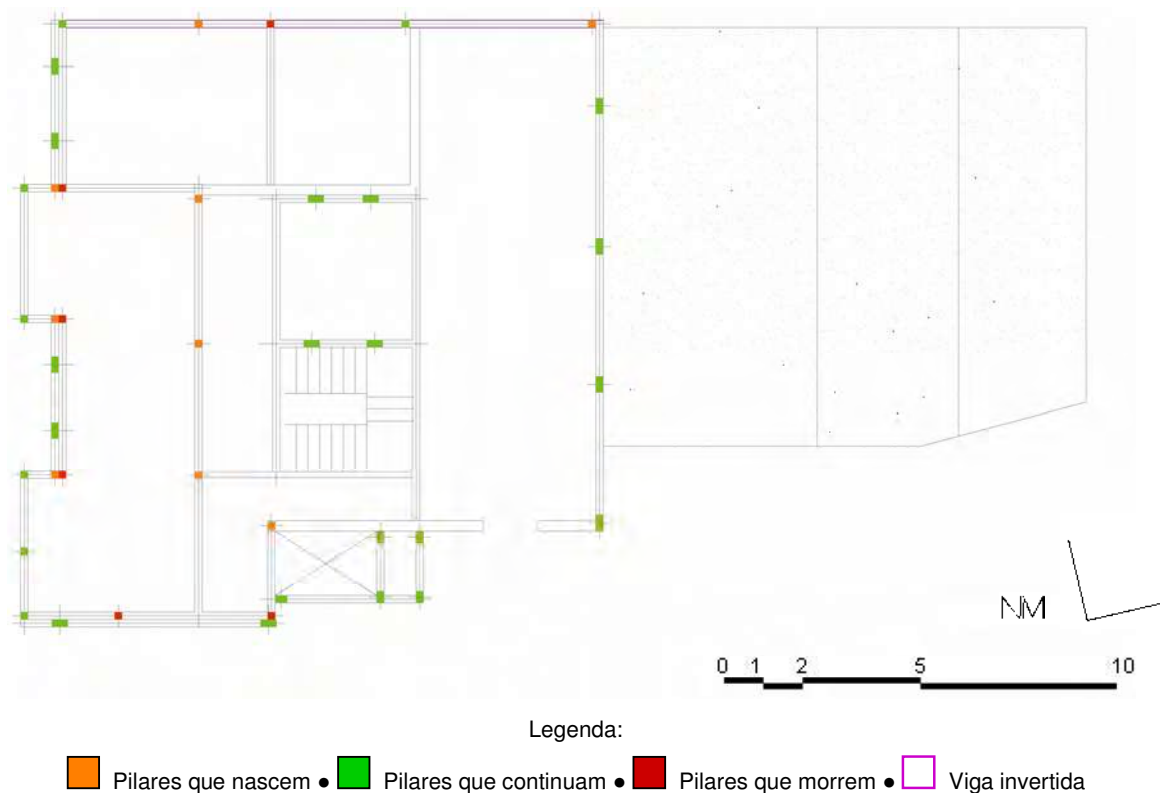 NM
0 1 2 5 10
Legenda:
Pilares que nascem ● Pilares que continuam ● Pilares que morrem ● Viga invertida